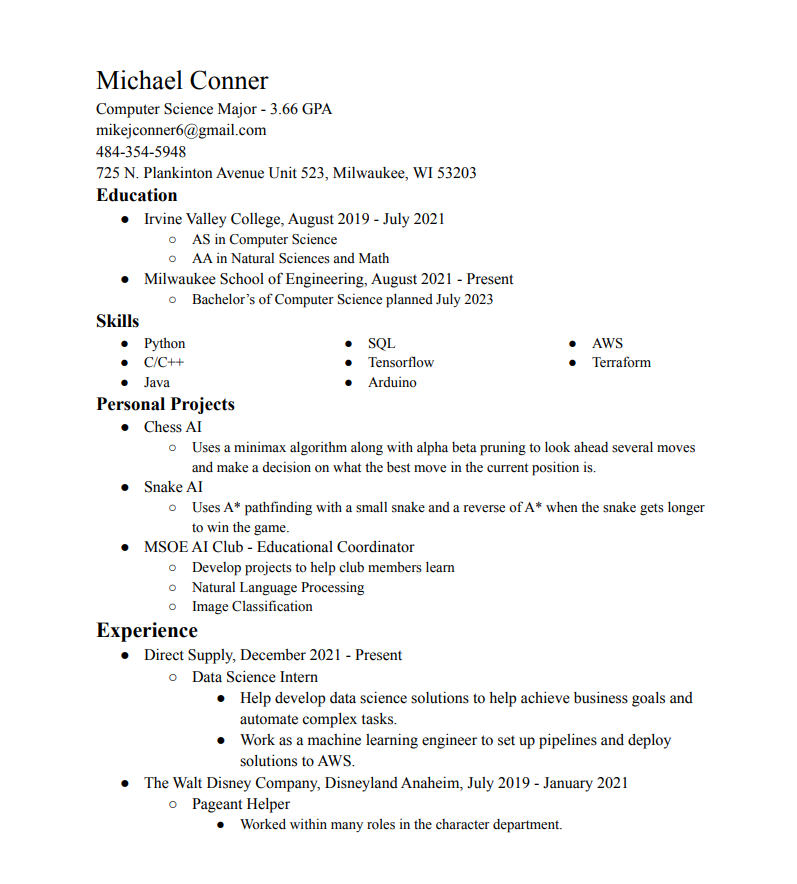 Michael Conner
Computer Science Major - 3.66 GPA
mikejconner6@gmail.com
484-354-5948
725 N. Plankinton Avenue Unit 523, Milwaukee, WI 53203
Education
● Irvine Valley College, August 2019 - July 2021
○ AS in Computer Science
○ AA in Natural Sciences and Math
● Milwaukee School of Engineering, August 2021 - Present
○ Bachelor’s of Computer Science planned July 2023
Skills
● Python
● C/C++
● Java
● SQL
● Tensorflow
● Arduino
● AWS
● Terraform
Personal Projects
● Chess AI
○ Uses a minimax algorithm along with alpha beta pruning to look ahead several moves
and make a decision on what the best move in the current position is.
● Snake AI
○ Uses A* pathfinding with a small snake and a reverse of A* when the snake gets longer
to win the game.
● MSOE AI Club - Educational Coordinator
○ Develop projects to help club members learn
○ Natural Language Processing
○ Image Classification
Experience
● Direct Supply, December 2021 - Present
○ Data Science Intern
● Help develop data science solutions to help achieve business goals and
automate complex tasks.
● Work as a machine learning engineer to set up pipelines and deploy
solutions to AWS.
● The Walt Disney Company, Disneyland Anaheim, July 2019 - January 2021
○ Pageant Helper
● Worked within many roles in the character department.